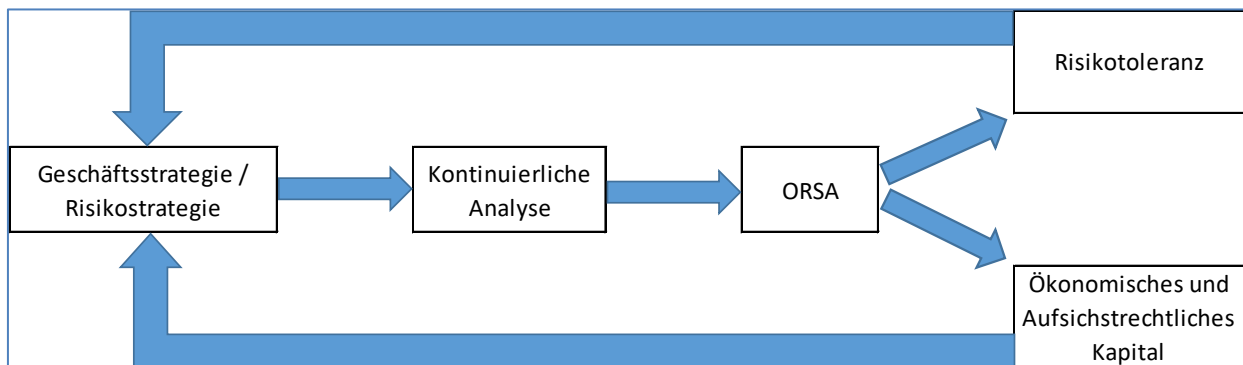 Risikotoleranz
Geschäftsstrategie /
Risikostrategie
Kontinuierliche
Analyse
ORSA
Ökonomisches und
Aufsichstrechtliches
Kapital